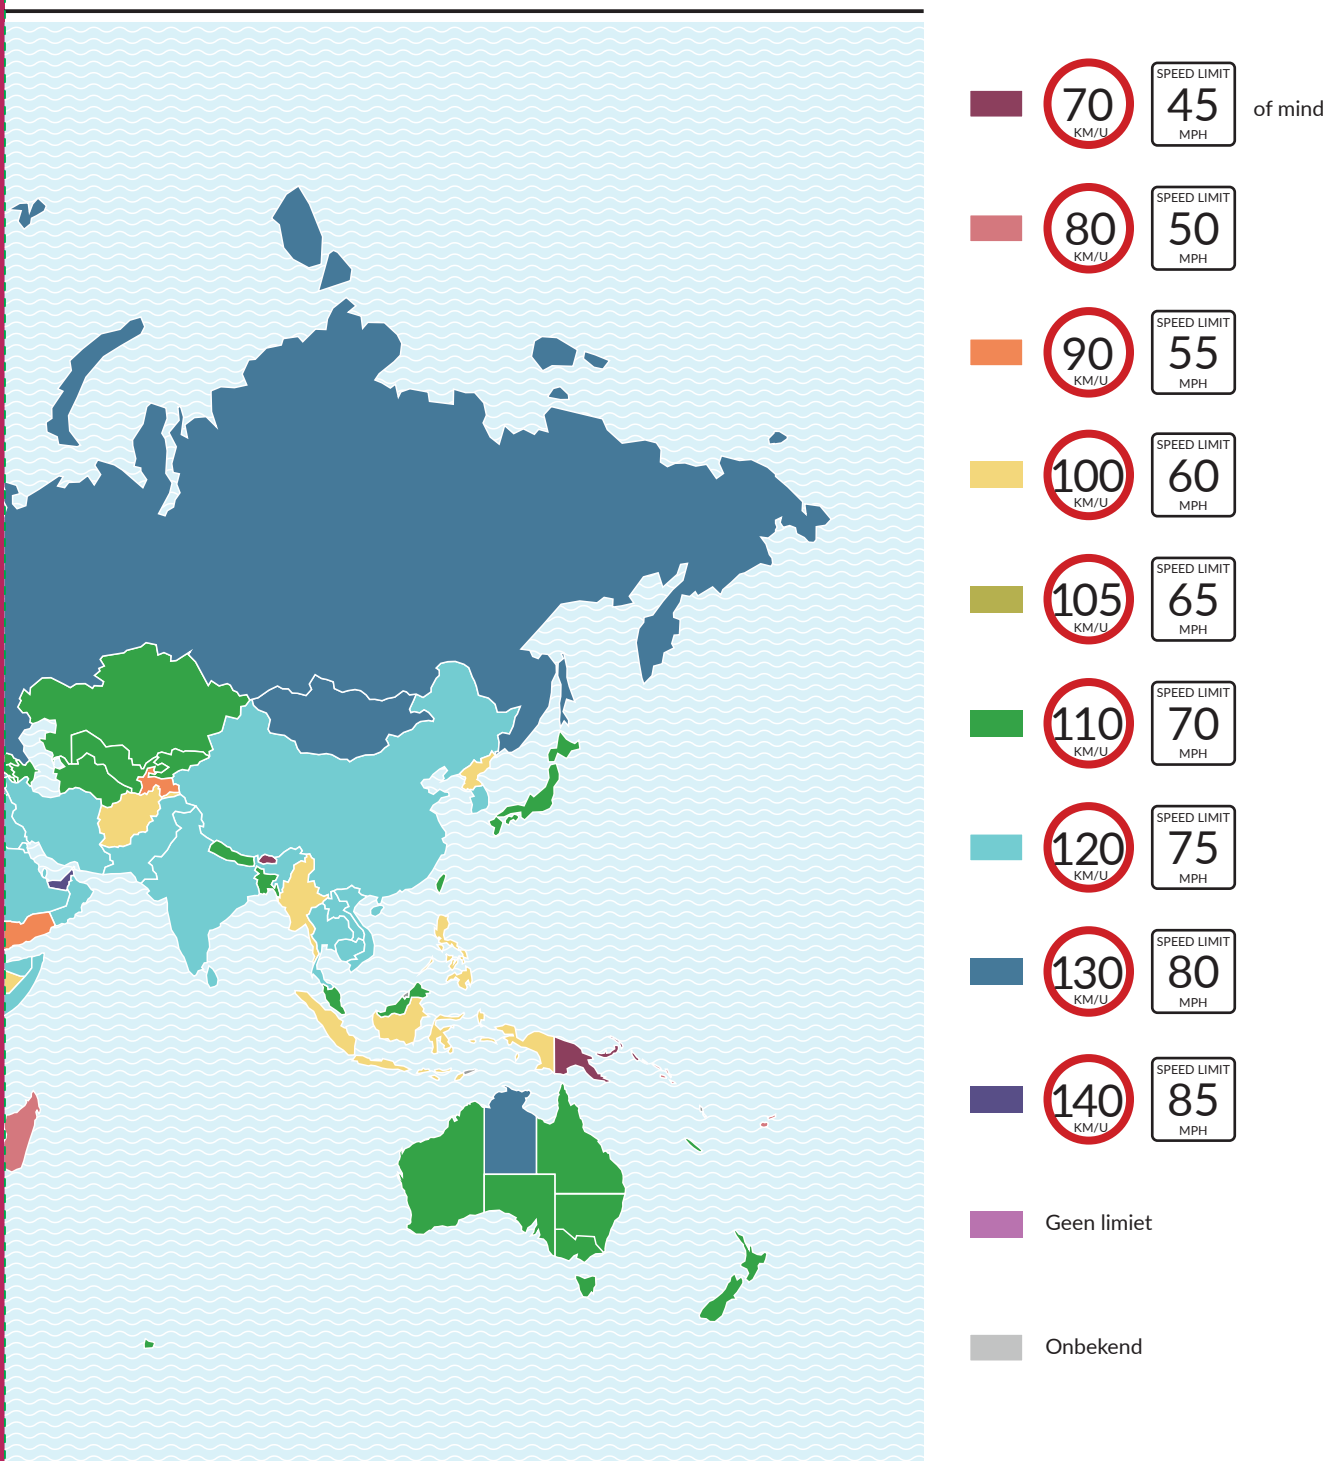 70
KM/U
SPEED LIMIT
45
MPH
of mind
80
KM/U
SPEED LIMIT
50
MPH
90
KM/U
SPEED LIMIT
55
MPH
100
KM/U
SPEED LIMIT
60
MPH
105
KM/U
SPEED LIMIT
65
MPH
110
KM/U
SPEED LIMIT
70
MPH
120
KM/U
SPEED LIMIT
75
MPH
130
KM/U
SPEED LIMIT
80
MPH
140
KM/U
SPEED LIMIT
85
MPH
Geen limiet
Onbekend